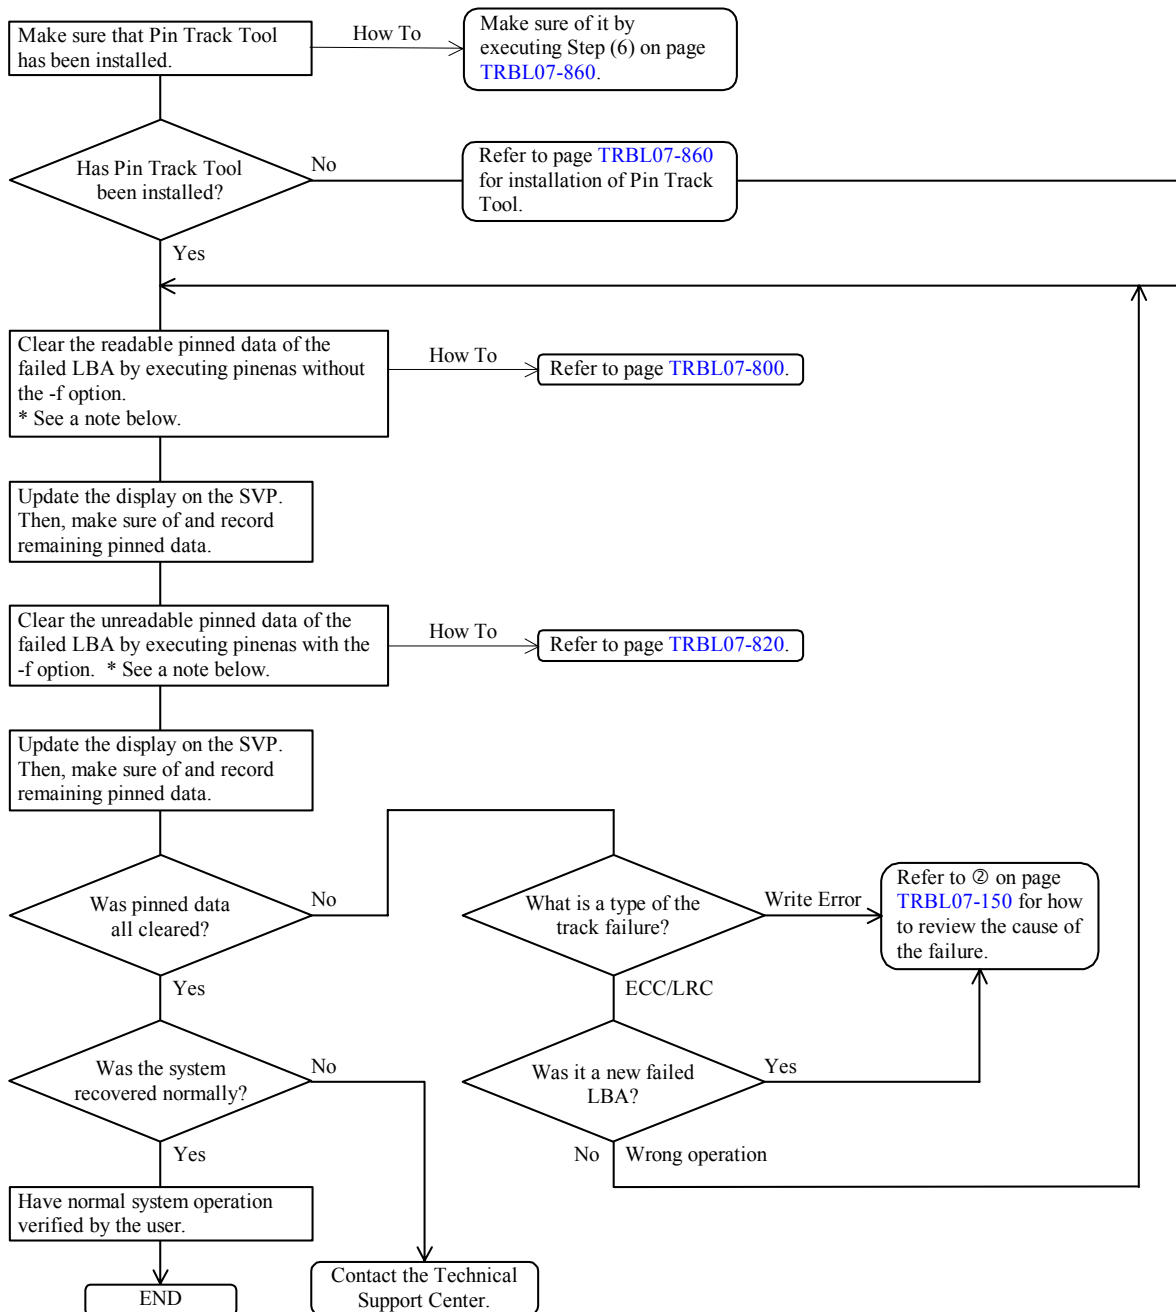 Make sure that Pin Track Tool
has been installed.
How To
Make sure of it by
executing Step (6) on page
TRBL07-860.
Has Pin Track Tool
been installed?
No
Refer to page TRBL07-860
for installation of Pin Track
Tool.
Yes
Clear the readable pinned data of the
failed LBA by executing pinenas without
the -f option.
* See a note below.
How To
Refer to page TRBL07-800.
Update the display on the SVP.
Then, make sure of and record
remaining pinned data.
Clear the unreadable pinned data of the
failed LBA by executing pinenas with the
-f option. * See a note below.
How To
Refer to page TRBL07-820.
Update the display on the SVP.
Then, make sure of and record
remaining pinned data.
Was pinned data
all cleared?
No
What is a type of the
track failure?
Write Error
Refer to ② on page
TRBL07-150 for how
to review the cause of
the failure.
Yes
ECC/LRC
Was the system
recovered normally?
No
Was it a new failed
LBA?
Yes
Yes
No Wrong operation
Have normal system operation
verified by the user.
Contact the Technical
Support Center.
END